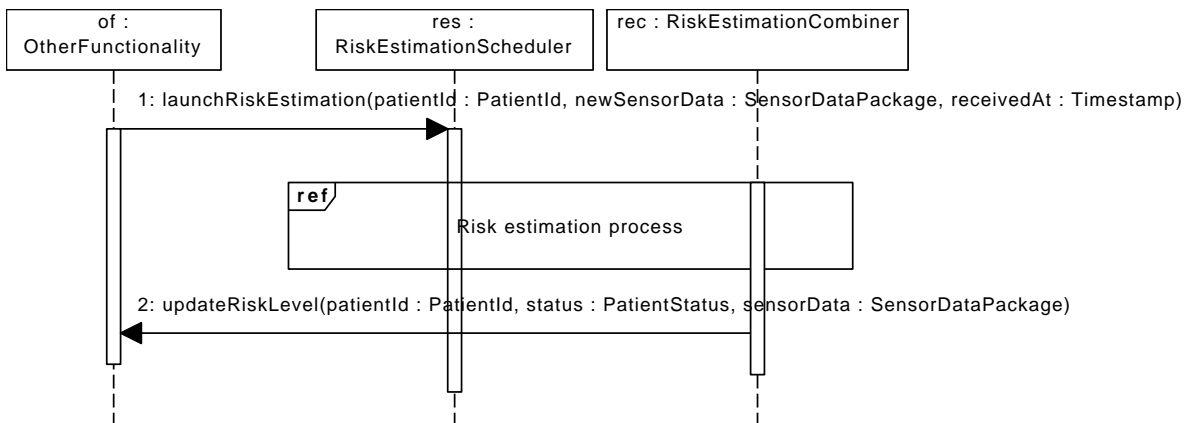 of :
OtherFunctionality
res :
RiskEstimationScheduler
rec : RiskEstimationCombiner
1: launchRiskEstimation(patientId : PatientId, newSensorData : SensorDataPackage, receivedAt : Timestamp)
ref
Risk estimation process
2: updateRiskLevel(patientId : PatientId, status : PatientStatus, sensorData : SensorDataPackage)